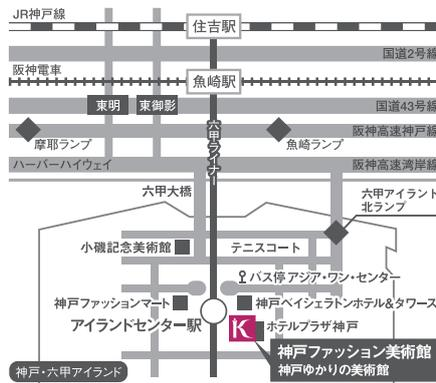 JR神戸線
住吉駅
国道2号線
阪神電車
魚崎駅
東明
東御影
国道43号線
六甲ライナー
摩耶ランプ
魚崎ランプ
阪神高速神戸線
ハーバーハイウェイ
阪神高速湾岸線
六甲大橋
六甲アイランド
北ランプ
小磯記念美術館
テニスコート
バス停 アジア・ワン・センター
神戸ファッションマート
神戸ベイシェラトンホテル&タワーズ
アイランドセンター駅
K
ホテルプラザ神戸
神戸ファッション美術館
神戸ゆかりの美術館
神戸・六甲アイランド